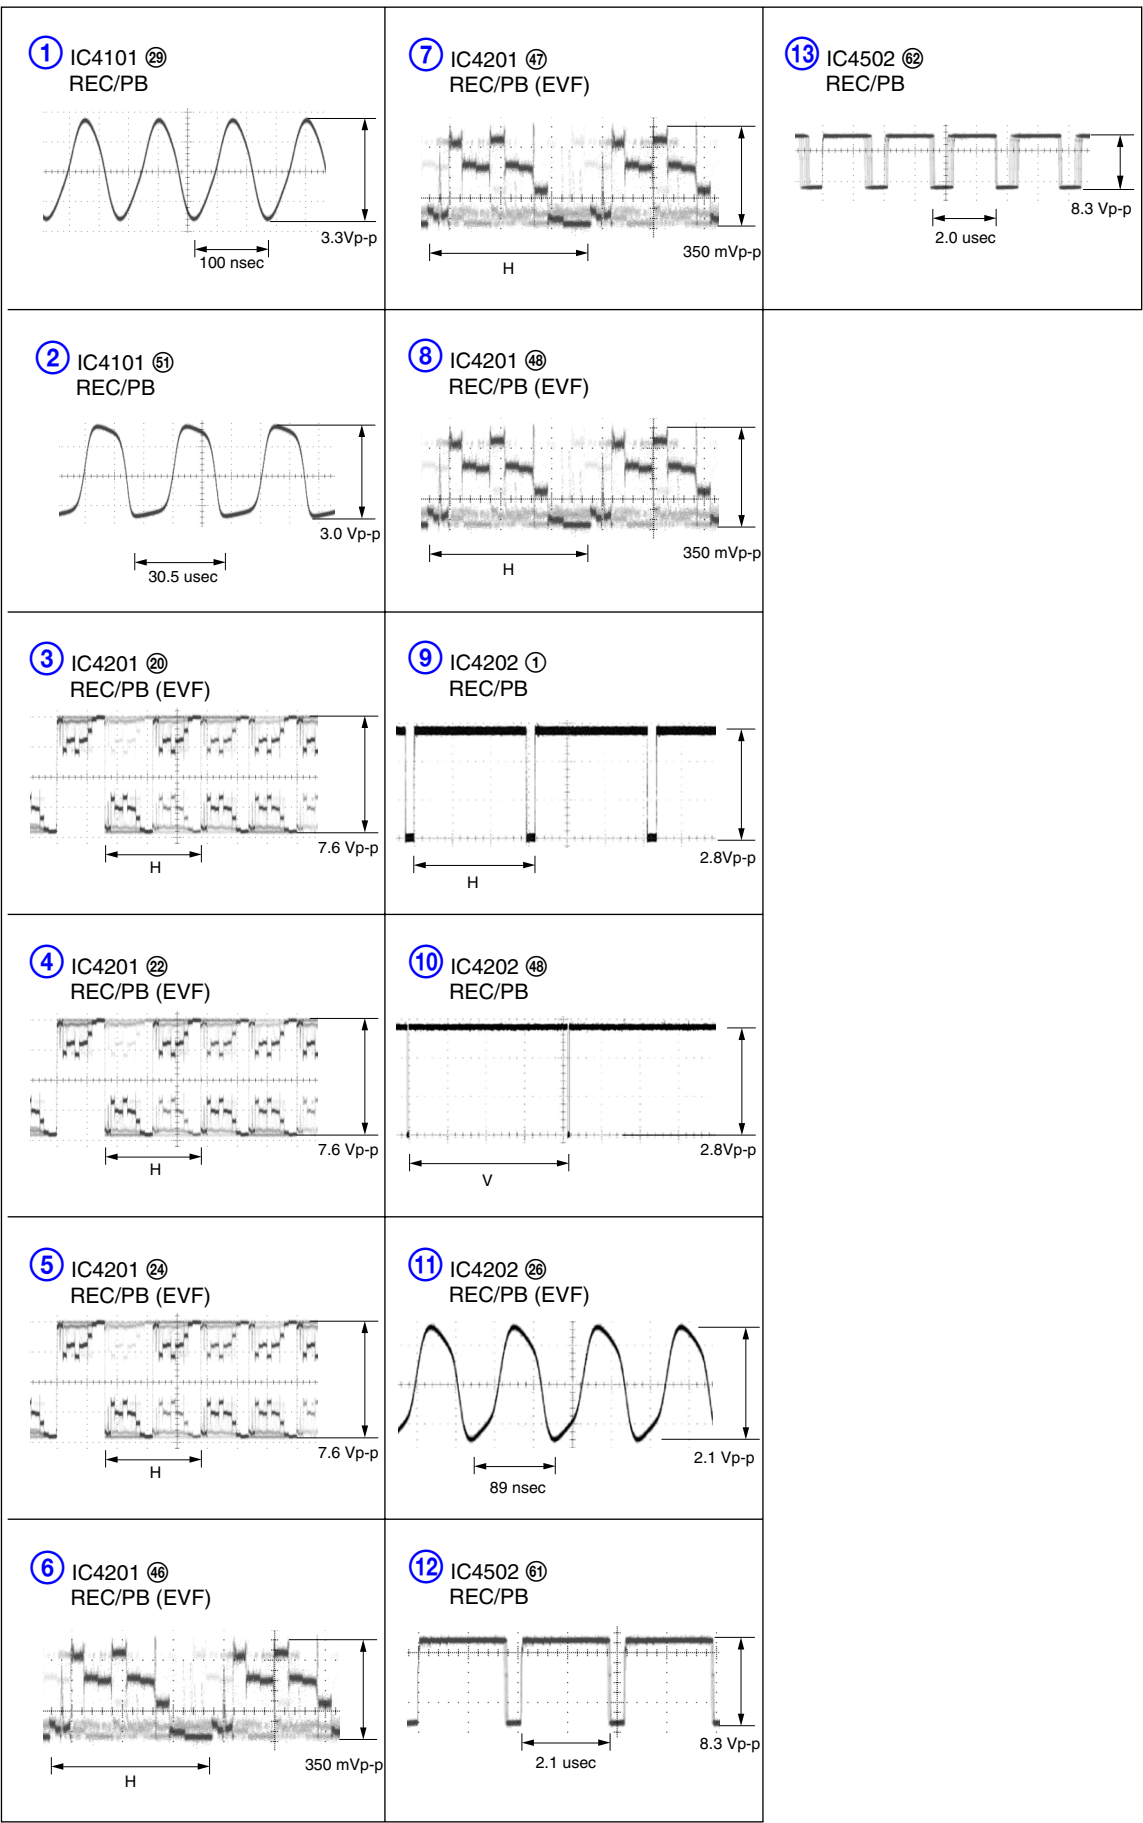 ① IC4101 ㉙
REC/PB
3.3Vp-p
100 nsec
② IC4101 51
REC/PB
3.0 Vp-p
30.5 usec
③ IC4201 ⑳
REC/PB (EVF)
7.6 Vp-p
H
④ IC4201 ㉒
REC/PB (EVF)
7.6 Vp-p
H
⑤ IC4201 ㉔
REC/PB (EVF)
7.6 Vp-p
H
⑥ IC4201 ㊻
REC/PB (EVF)
350 mVp-p
H
⑦ IC4201 ㊼
REC/PB (EVF)
350 mVp-p
H
⑧ IC4201 ㊽
REC/PB (EVF)
350 mVp-p
H
⑨ IC4202 ①
REC/PB
2.8Vp-p
H
⑩ IC4202 ㊽
REC/PB
2.8Vp-p
V
⑪ IC4202 ㉖
REC/PB (EVF)
2.1 Vp-p
89 nsec
⑫ IC4502 61
REC/PB
8.3 Vp-p
2.1 usec
⑬ IC4502 62
REC/PB
8.3 Vp-p
2.0 usec